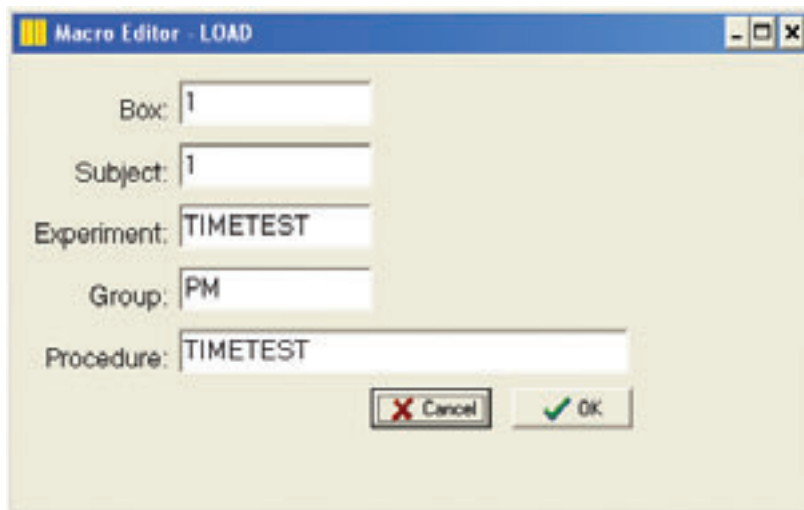 Macro Editor - LOAD
Box: 1
Subject: 1
Experiment: TIMETEST
Group: PM
Procedure: TIMETEST
Cancel OK